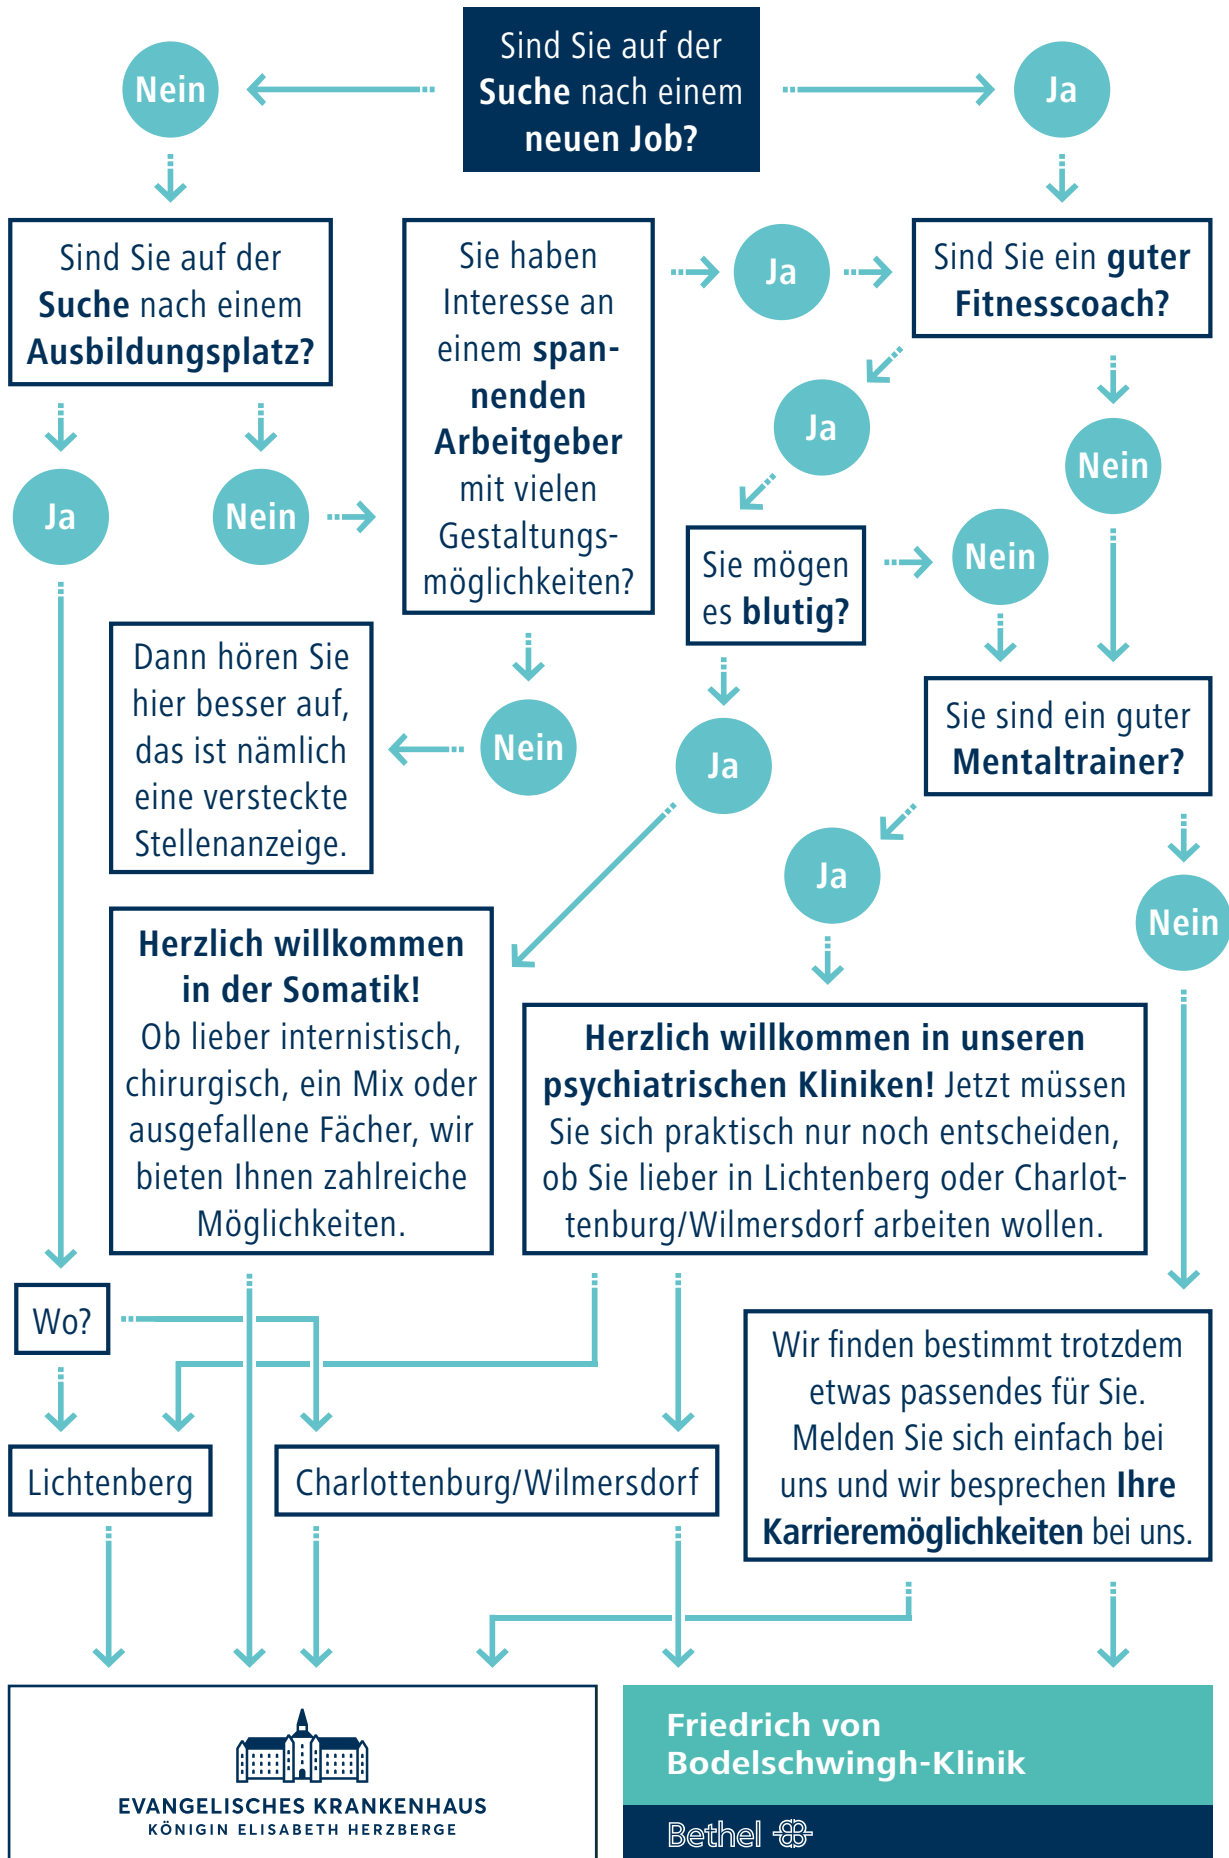 Sind Sie auf der
Suche nach einem
neuen Job?
Nein
Ja
Sind Sie auf der
Suche nach einem
Ausbildungsplatz?
Sie haben
Interesse an
einem span-
nenden
Arbeitgeber
mit vielen
Gestaltungs-
möglichkeiten?
Ja
Sind Sie ein guter
Fitnesscoach?
Ja
Nein
Ja
Nein
Sie mögen
es blutig?
Nein
Dann hören Sie
hier besser auf,
das ist nämlich
eine versteckte
Stellenanzeige.
Nein
Ja
Sie sind ein guter
Mentaltrainer?
Ja
Nein
Herzlich willkommen
in der Somatik!
Ob lieber internistisch,
chirurgisch, ein Mix oder
ausgefallene Fächer, wir
bieten Ihnen zahlreiche
Möglichkeiten.
Herzlich willkommen in unseren
psychiatrischen Kliniken! Jetzt müssen
Sie sich praktisch nur noch entscheiden,
ob Sie lieber in Lichtenberg oder Charlot-
tenburg/Wilmersdorf arbeiten wollen.
Wo?
Wir finden bestimmt trotzdem
etwas passendes für Sie.
Melden Sie sich einfach bei
uns und wir besprechen Ihre
Karrieremöglichkeiten bei uns.
Lichtenberg
Charlottenburg/Wilmersdorf
EVANGELISCHES KRANKENHAUS
KÖNIGIN ELISABETH HERZBERGE
Friedrich von
Bodelschwingh-Klinik
Bethel